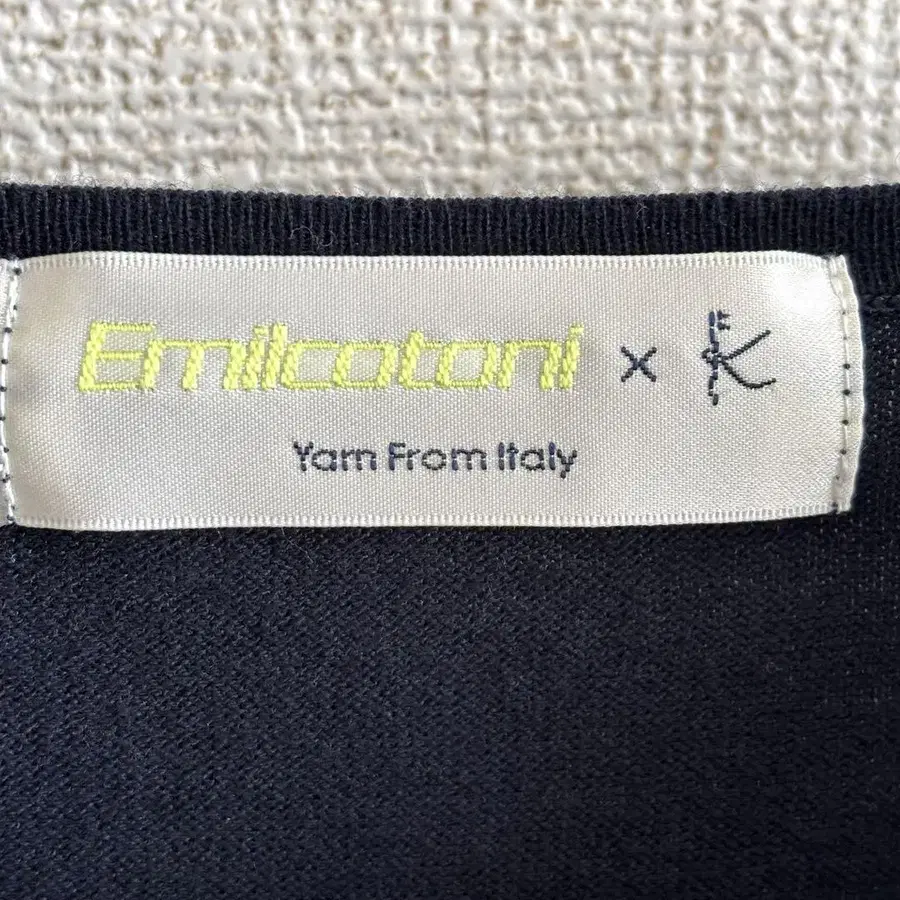 Emilcotoni x "K
Yarn From Italy